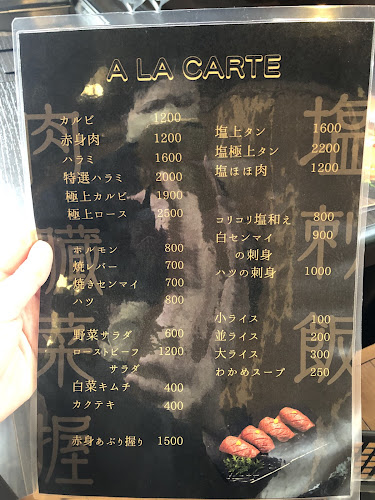 A LA CARTE
肉
カルビ 1200
赤身肉 1200
ハラミ 1600
特選ハラミ 2000
極上カルビ 1900
極上ロース 2500
臓
ホルモン 800
焼レバー 700
焼きセンマイ 700
ハツ 800
菜
野菜サラダ 600
ローストビーフ 1200
サラダ
白菜キムチ 400
カクテキ 400
握
赤身あぶり握り 1500
塩
塩上タン 1600
塩極上タン 2200
塩ほほ肉 1200
刺
コリコリ塩和え 800
白センマイ 900
の刺身
ハツの刺身 1000
飯
小ライス 100
並ライス 200
大ライス 300
わかめスープ 250